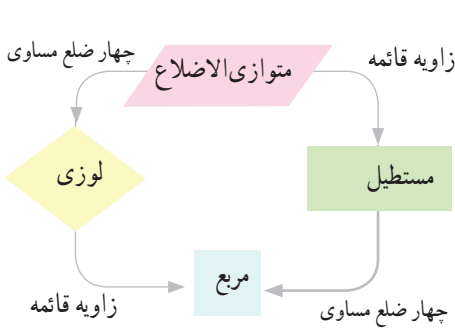 زاویه قائمه
متوازی‌الاضلاع
چهار ضلع مساوی
مستطیل
لوزی
مربع
چهار ضلع مساوی
زاویه قائمه